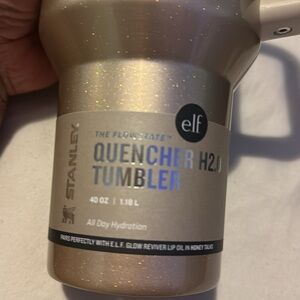 STANLEY
elf
THE FLOWSTATE™
QUENCHER H2.0
TUMBLER
40 OZ | 1.18 L
All Day Hydration
PAIRS PERFECTLY WITH E.L.F. GLOW REVIVER LIP OIL IN HONEY TALKS